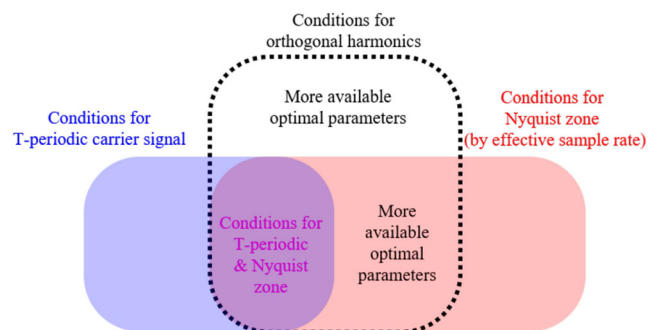 Conditions for
orthogonal harmonics
More available
optimal parameters
Conditions for
T-periodic carrier signal
Conditions for
Nyquist zone
(by effective sample rate)
Conditions for
T-periodic
& Nyquist
zone
More
available
optimal
parameters